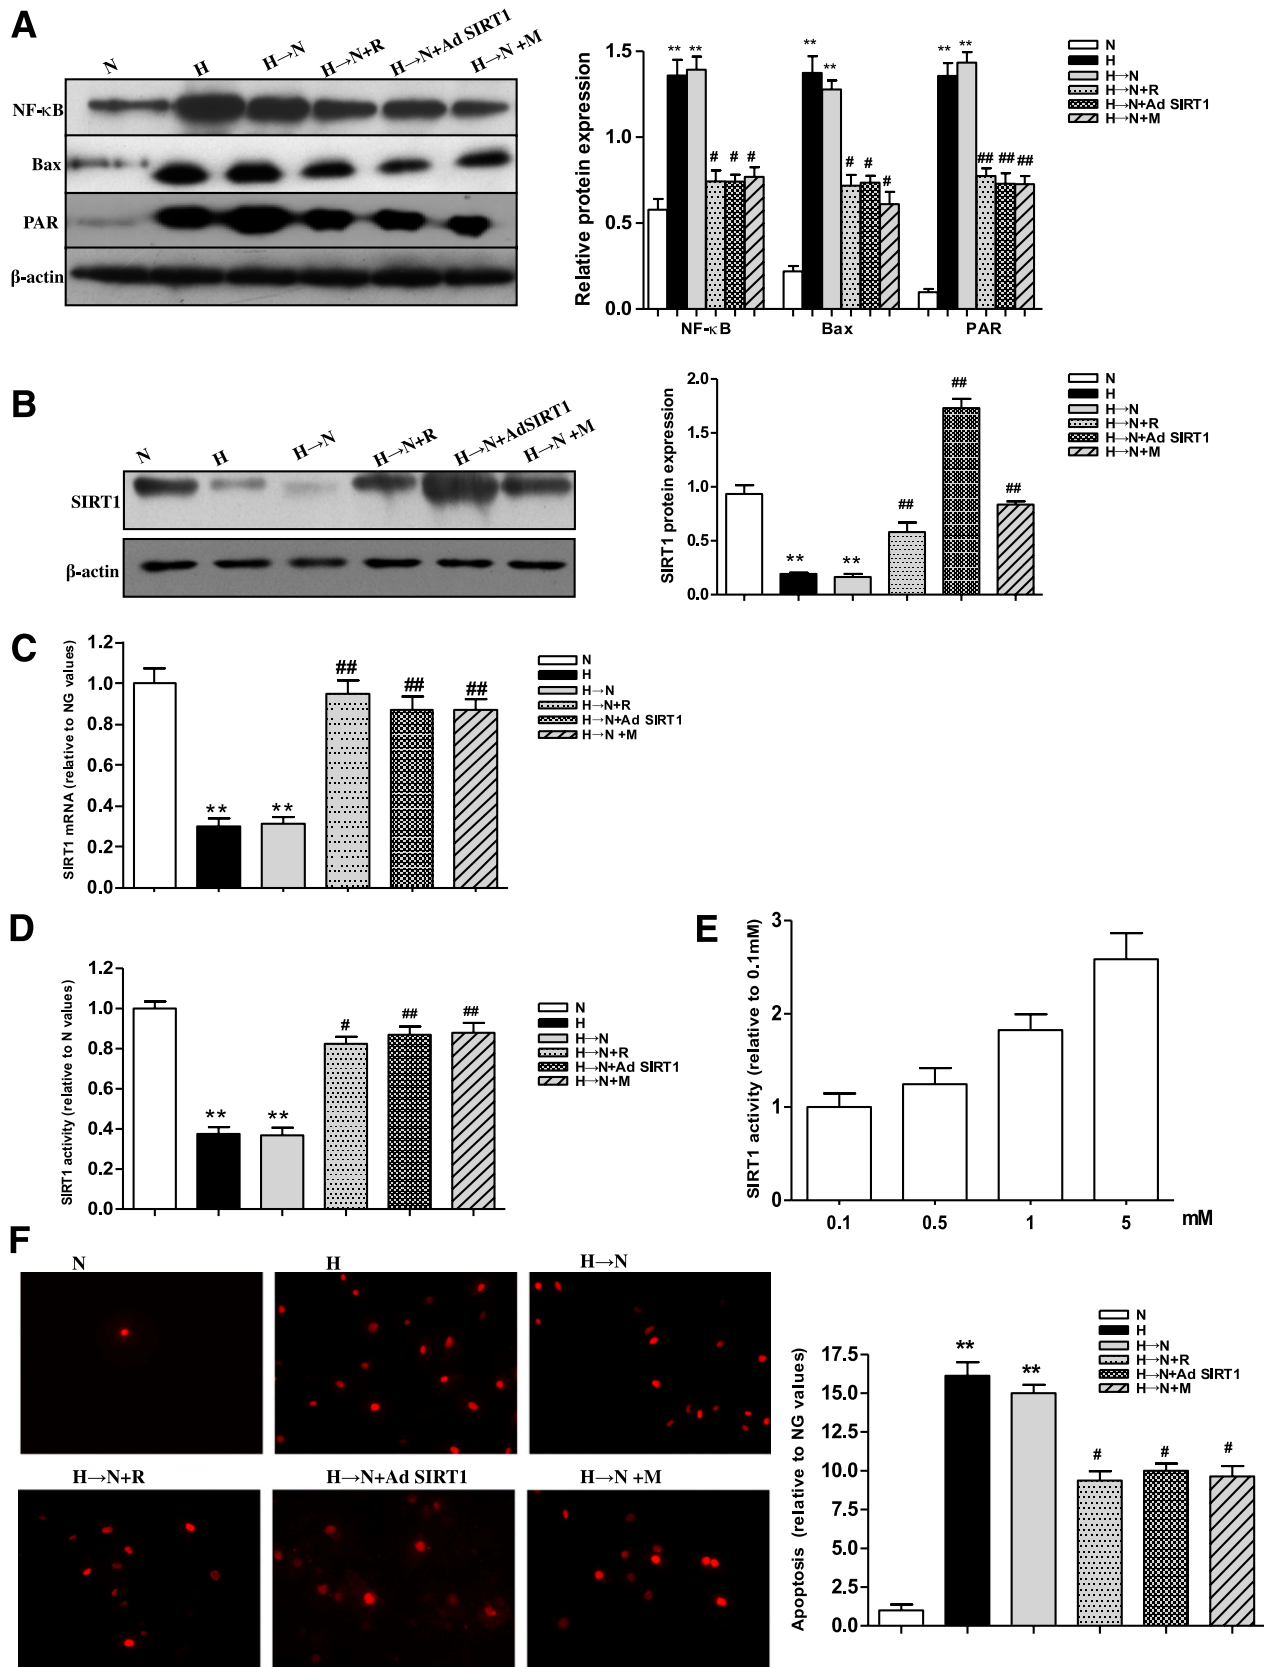 A
N
H
H→N
H→N+R
H→N+Ad SIRT1
H→N +M
NF-κB
Bax
PAR
β-actin
Relative protein expression
1.5
1.0
0.5
0.0
** ** ** ** ** **
# # # # # # ## ## ##
NF-κB Bax PAR
N
H
H→N
H→N+R
H→N+Ad SIRT1
H→N+M
B
N
H
H→N
H→N+R
H→N+AdSIRT1
H→N +M
SIRT1
β-actin
SIRT1 protein expression
2.0
1.5
1.0
0.5
0.0
** ** ## ## ##
N
H
H→N
H→N+R
H→N+Ad SIRT1
H→N+M
C
SIRT1 mRNA (relative to NG values)
1.2
1.0
0.8
0.6
0.4
0.2
0.0
** ** ## ## ##
N
H
H→N
H→N+R
H→N+Ad SIRT1
H→N +M
D
SIRT1 activity (relative to N values)
1.2
1.0
0.8
0.6
0.4
0.2
0.0
** ** # ## ##
N
H
H→N
H→N+R
H→N+Ad SIRT1
H→N+M
E
SIRT1 activity (relative to 0.1mM)
3
2
1
0
0.1 0.5 1 5 mM
F
N
H
H→N
H→N+R
H→N+Ad SIRT1
H→N +M
Apoptosis (relative to NG values)
17.5
15.0
12.5
10.0
7.5
5.0
2.5
0.0
** ** # # #
N
H
H→N
H→N+R
H→N+Ad SIRT1
H→N+M